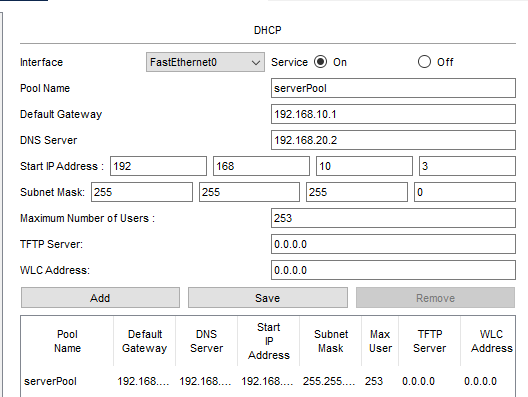 DHCP
Interface FastEthernet0 Service On Off
Pool Name serverPool
Default Gateway 192.168.10.1
DNS Server 192.168.20.2
Start IP Address : 192 168 10 3
Subnet Mask: 255 255 255 0
Maximum Number of Users : 253
TFTP Server: 0.0.0.0
WLC Address: 0.0.0.0
Add Save Remove
Pool Name Default Gateway DNS Server Start IP Address Subnet Mask Max User TFTP Server WLC Address
serverPool 192.168.... 192.168.... 192.168.... 255.255.... 253 0.0.0.0 0.0.0.0